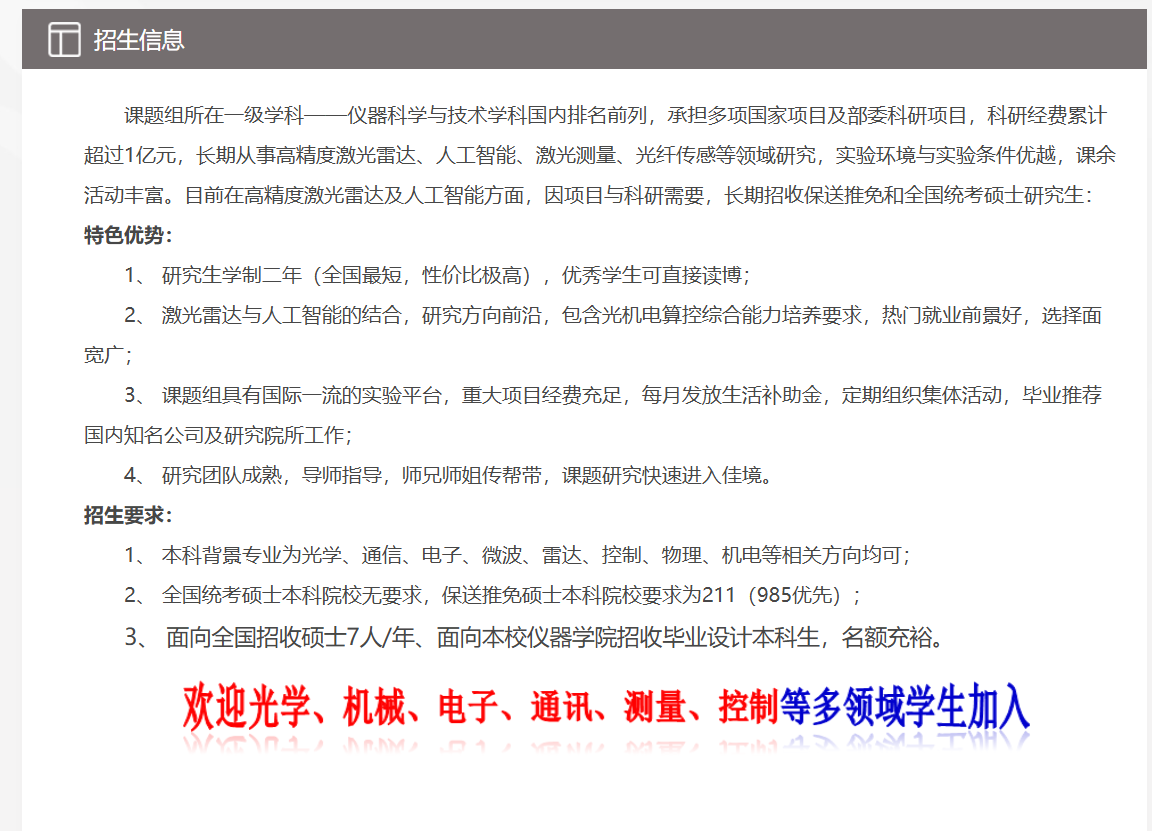 招生信息
课题组所在一级学科——仪器科学与技术学科国内排名前列，承担多项国家项目及部委科研项目，科研经费累计
超过1亿元，长期从事高精度激光雷达、人工智能、激光测量、光纤传感等领域研究，实验环境与实验条件优越，课余
活动丰富。目前在高精度激光雷达及人工智能方面，因项目与科研需要，长期招收保送推免和全国统考硕士研究生：
特色优势：
1、 研究生学制二年（全国最短，性价比极高），优秀学生可直接读博；
2、 激光雷达与人工智能的结合，研究方向前沿，包含光机电算控综合能力培养要求，热门就业前景好，选择面
宽广；
3、 课题组具有国际一流的实验平台，重大项目经费充足，每月发放生活补助金，定期组织集体活动，毕业推荐
国内知名公司及研究院所工作；
4、 研究团队成熟，导师指导，师兄师姐传帮带，课题研究快速进入佳境。
招生要求：
1、 本科背景专业为光学、通信、电子、微波、雷达、控制、物理、机电等相关方向均可；
2、 全国统考硕士本科院校无要求，保送推免硕士本科院校要求为211（985优先）；
3、 面向全国招收硕士7人/年、面向本校仪器学院招收毕业设计本科生，名额充裕。
欢迎光学、机械、电子、通讯、测量、控制等多领域学生加入